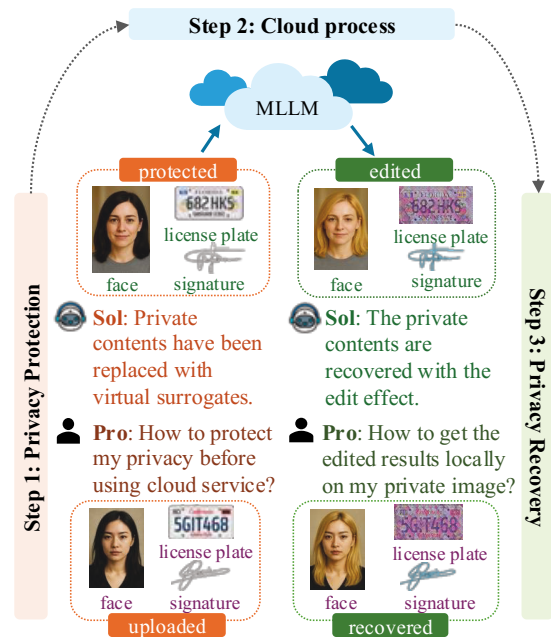 Step 2: Cloud process
MLLM
protected
edited
682HKS
682HKS
license plate
license plate
face
signature
face
signature
Sol: Private
contents have been
replaced with
virtual surrogates.
Sol: The private
contents are
recovered with the
edit effect.
Pro: How to protect
my privacy before
using cloud service?
Pro: How to get the
edited results locally
on my private image?
5GIT468
5GIT468
license plate
license plate
face
signature
face
signature
uploaded
recovered
Step 1: Privacy Protection
Step 3: Privacy Recovery